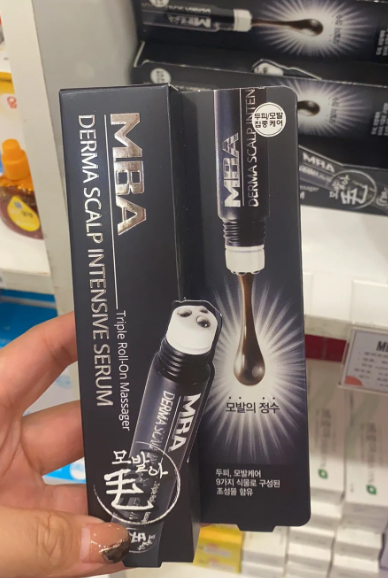 MBA
DERMA SCALP INTENSIVE SERUM
Triple Roll-On Massager
MBA
DERMA SCAL
모발아
두피/모발
집중케어
MBA
DERMA SCALP INTEN
모발의 정수
두피, 모발케어
9가지 식물로 구성된
조성물 함유
MBA